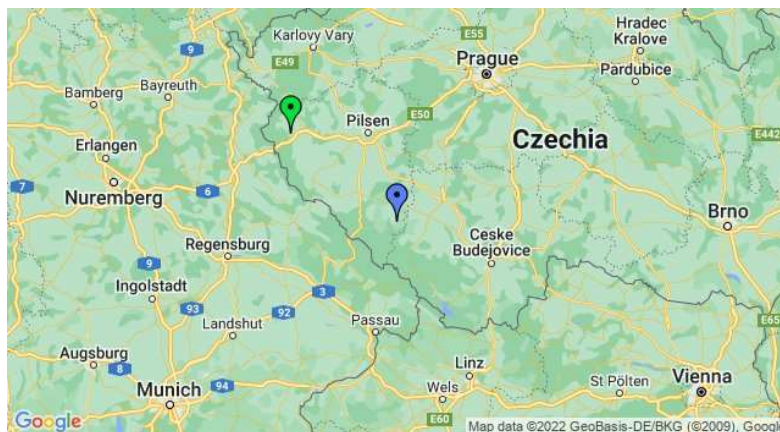 Hradec
Kralove
E55
9
Karlovy Vary
E49
Prague
Pardubice
Bayreuth
Bamberg
Pilsen
E50
Czechia
E442
Erlangen
7
Nuremberg
6
Brno
Ceske
Budejovice
Regensburg
9
Ingolstadt
3
93
92
E65
Landshut
Passau
Augsburg
8
Linz
Munich
94
Wels
St Pölten
Vienna
E60
Google
Map data ©2022 GeoBasis-DE/BKG (©2009), Google